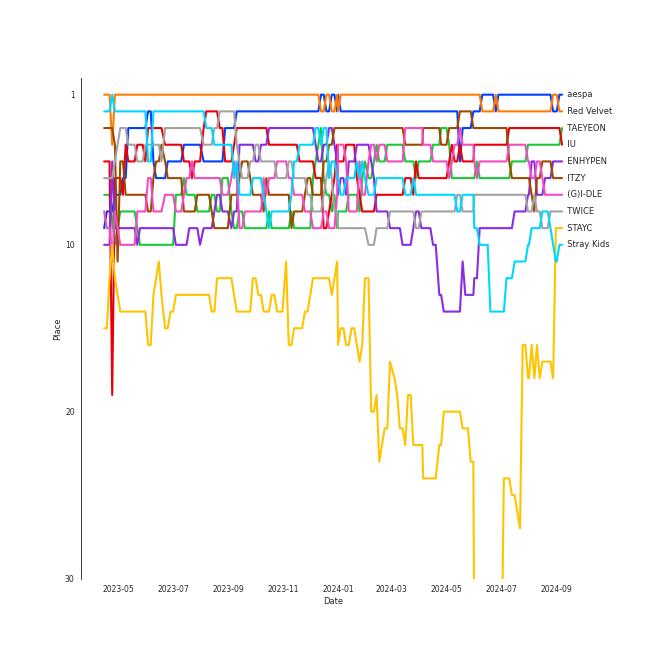 1
10
20
30
Place
aespa
Red Velvet
TAEYEON
IU
ENHYPEN
ITZY
(G)I-DLE
TWICE
STAYC
Stray Kids
2023-05 2023-07 2023-09 2023-11 2024-01 2024-03 2024-05 2024-07 2024-09
Date